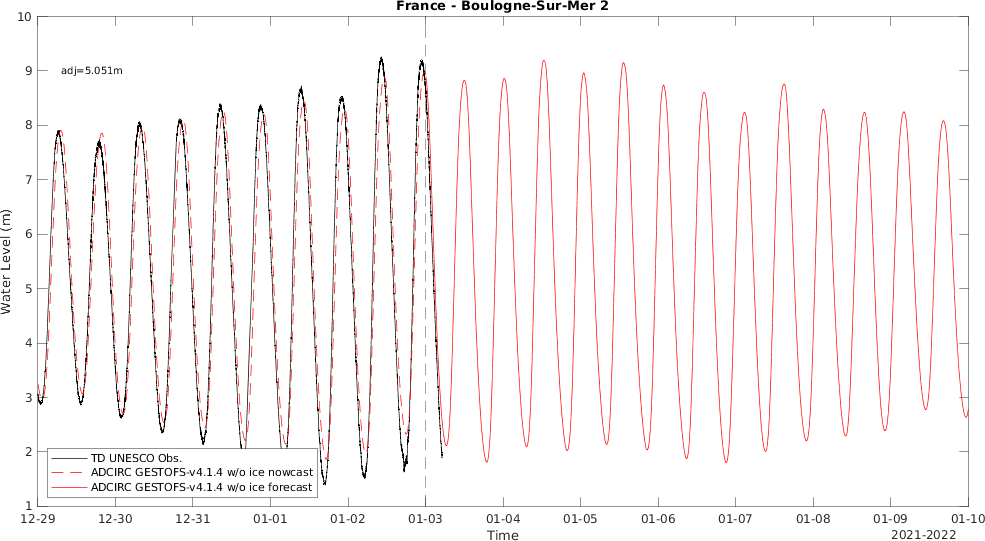 France - Boulogne-Sur-Mer 2
10
9
8
7
6
5
4
3
2
1
Water Level (m)
adj=5.051m
TD UNESCO Obs.
ADCIRC GESTOFS-v4.1.4 w/o ice nowcast
ADCIRC GESTOFS-v4.1.4 w/o ice forecast
12-29 12-30 12-31 01-01 01-02 01-03 01-04 01-05 01-06 01-07 01-08 01-09 01-10
Time
2021-2022